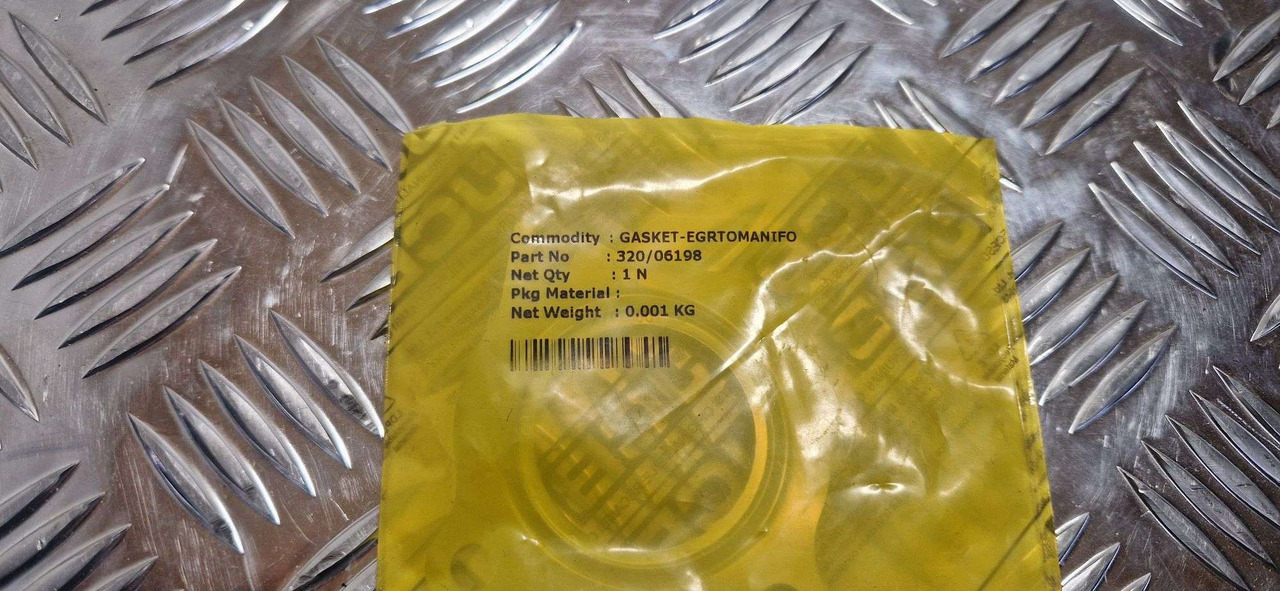 Commodity : GASKET-EGRTOMANIFO
Part No : 320/06198
Net Qty : 1 N
Pkg Material :
Net Weight : 0.001 KG